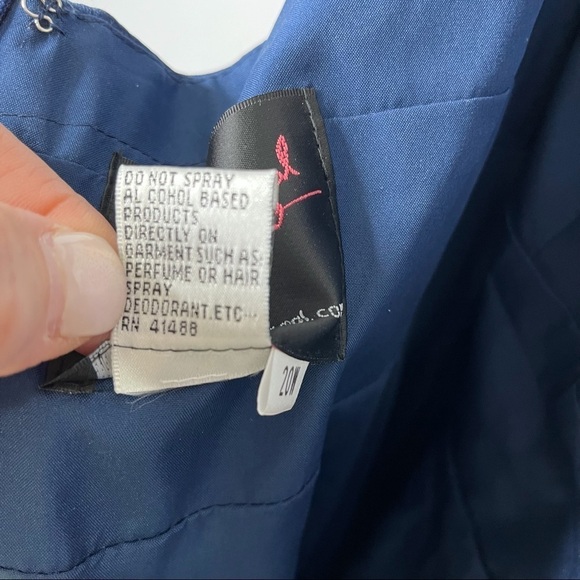 DO NOT SPRAY
AL COHOL BASED
PRODUCTS
DIRECTLY ON
GARMENT SUCH AS
PERFUME OR HAIR
SPRAY
DEODORANT.ETC...
RN 41488
20W